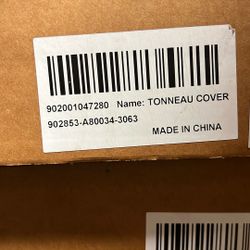 902001047280 Name: TONNEAU COVER
902853-A80034-3063
MADE IN CHINA